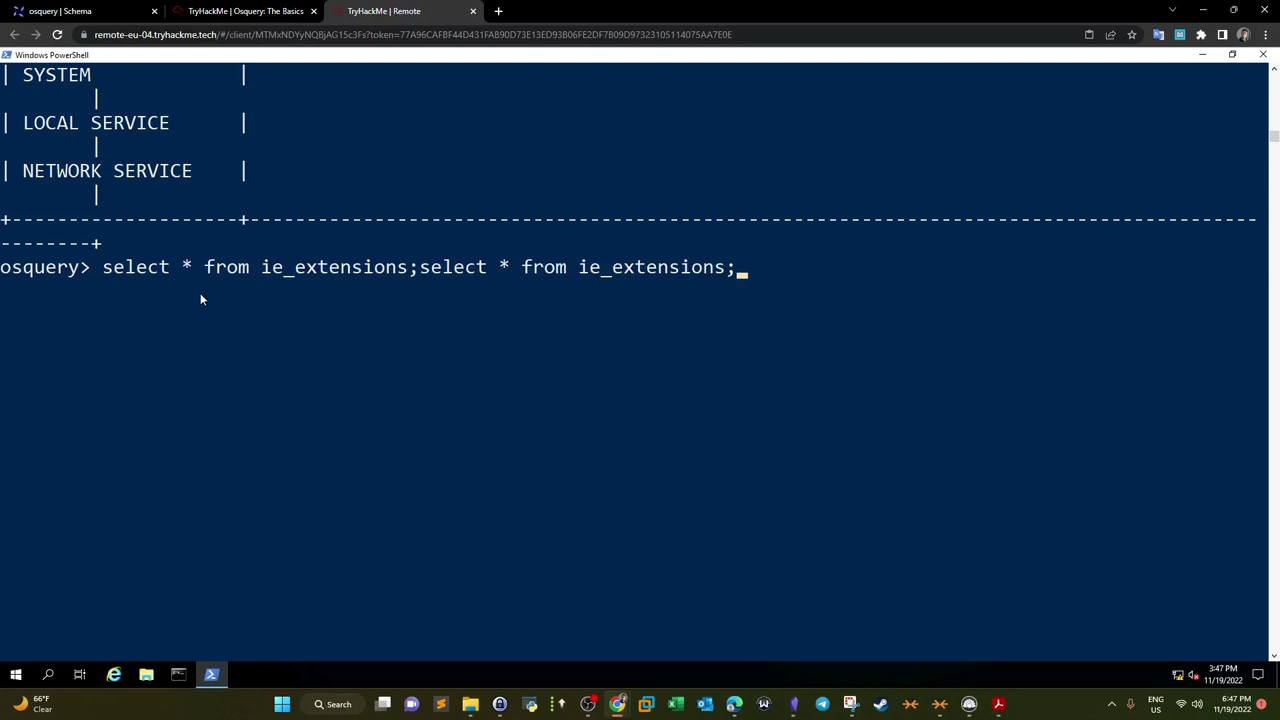 osquery | Schema
TryHackMe | Osquery: The Basics
TryHackMe | Remote
remote-eu-04.tryhackme.tech/#/client/MTMxNDYyNQBjAG15c3Fs?token=77A96CAFBF44D431FAB90D73E13ED93B06FE2DF7B09D97323105114075AA7E0E
Windows PowerShell
| SYSTEM |
|
| LOCAL SERVICE |
|
| NETWORK SERVICE |
|
+--------------------+------------------------------------------------------------------------------------------
--------+
osquery> select * from ie_extensions;select * from ie_extensions;
3:47 PM
11/19/2022
66°F
Clear
Search
ENG
US
6:47 PM
11/19/2022